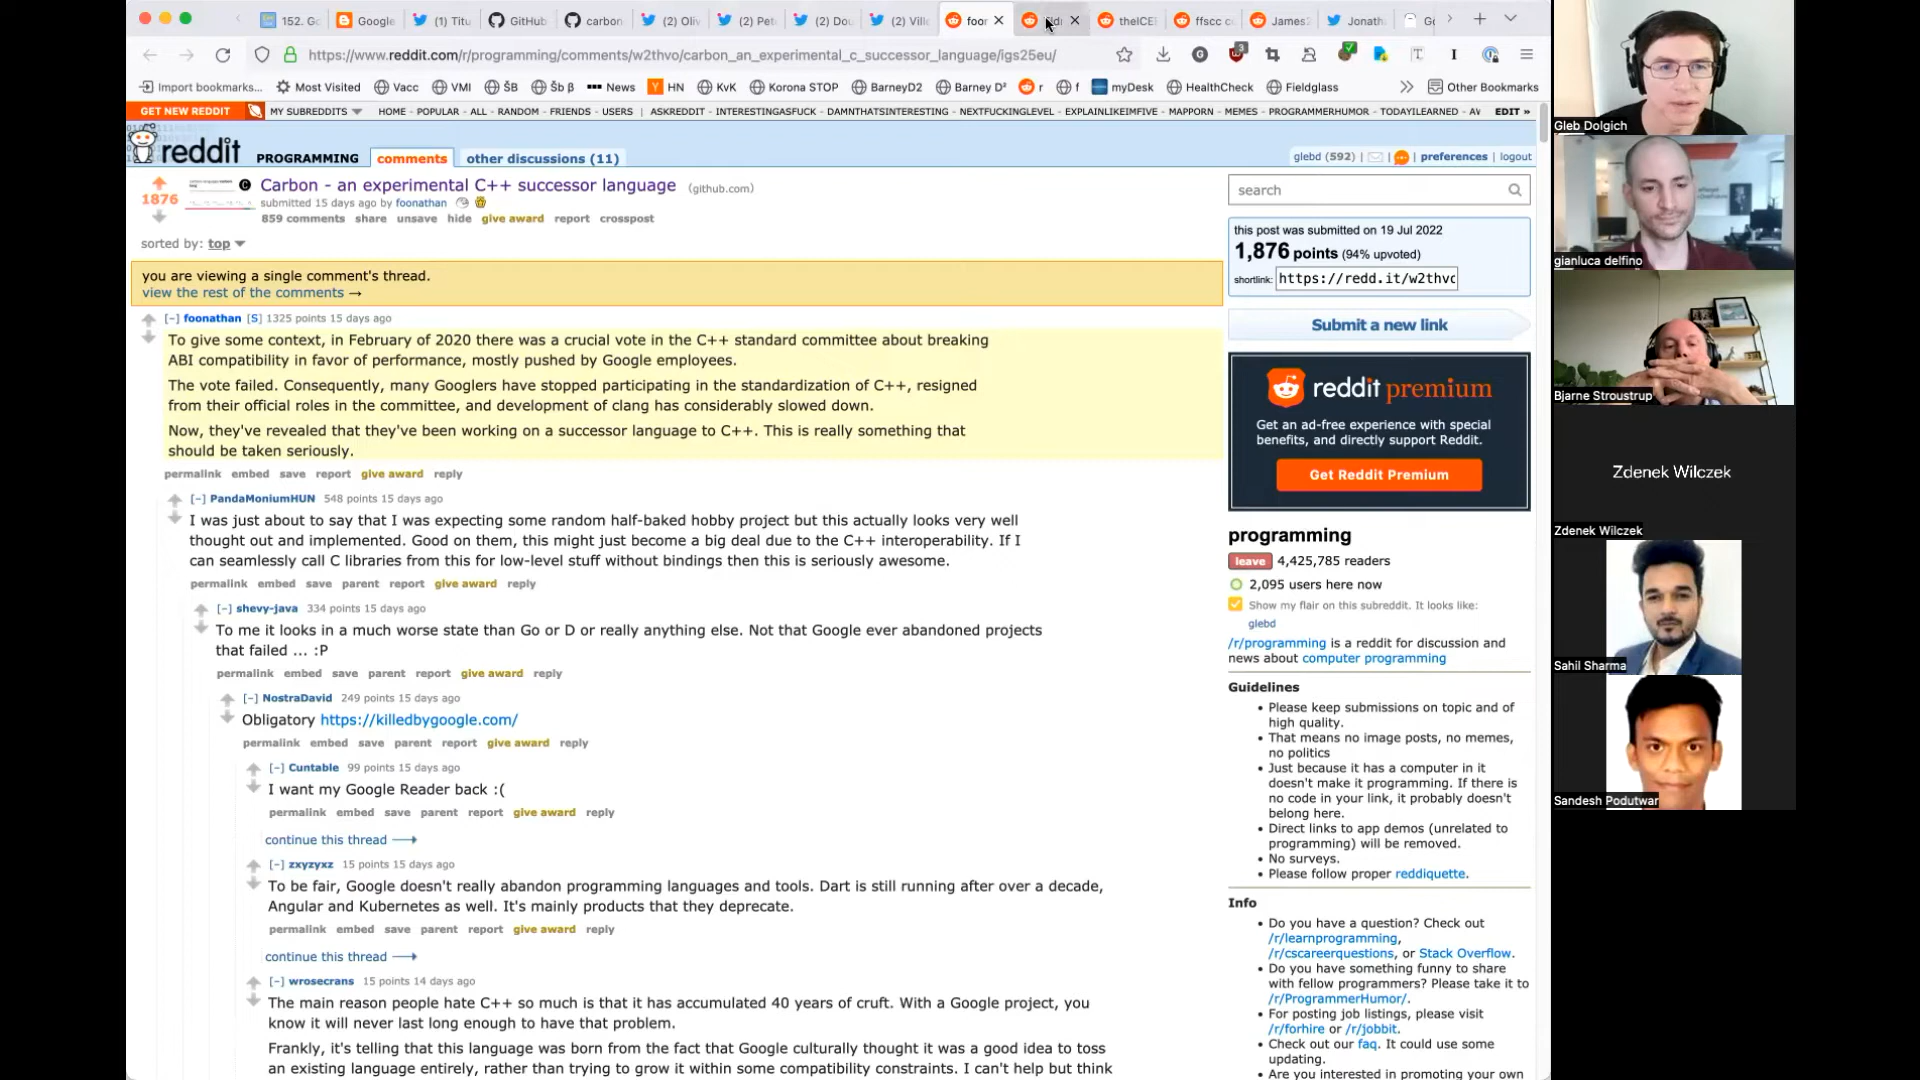 152. Go
Google
(1) Titu
GitHub
carbon
(2) Oliv
(2) Pet
(2) Dou
(2) Ville
foor
theICE
ffscc c
James
Jonath
Go
https://www.reddit.com/r/programming/comments/w2thvo/carbon_an_experimental_c_successor_language/igs25eu/
Import bookmarks...
Most Visited
Vacc
VMI
ŠB
Šb β
News
HN
KvK
Korona STOP
BarneyD2
Barney D²
r
f
myDesk
HealthCheck
Fieldglass
Other Bookmarks
GET NEW REDDIT
MY SUBREDDITS
HOME - POPULAR - ALL - RANDOM - FRIENDS - USERS | ASKREDDIT - INTERESTINGASFUCK - DAMNTHATSINTERESTING - NEXTFUCKINGLEVEL - EXPLAINLIKEIMFIVE - MAPPORN - MEMES - PROGRAMMERHUMOR - TODAYILEARNED - AV
EDIT »
reddit PROGRAMMING comments other discussions (11)
glebd (592) | | | preferences | logout
1876
Carbon - an experimental C++ successor language (github.com)
submitted 15 days ago by foonathan
859 comments share unsave hide give award report crosspost
sorted by: top
you are viewing a single comment's thread.
view the rest of the comments →
[–] foonathan [S] 1325 points 15 days ago
To give some context, in February of 2020 there was a crucial vote in the C++ standard committee about breaking
ABI compatibility in favor of performance, mostly pushed by Google employees.
The vote failed. Consequently, many Googlers have stopped participating in the standardization of C++, resigned
from their official roles in the committee, and development of clang has considerably slowed down.
Now, they've revealed that they've been working on a successor language to C++. This is really something that
should be taken seriously.
permalink embed save report give award reply
[–] PandaMoniumHUN 548 points 15 days ago
I was just about to say that I was expecting some random half-baked hobby project but this actually looks very well
thought out and implemented. Good on them, this might just become a big deal due to the C++ interoperability. If I
can seamlessly call C libraries from this for low-level stuff without bindings then this is seriously awesome.
permalink embed save parent report give award reply
[–] shevy-java 334 points 15 days ago
To me it looks in a much worse state than Go or D or really anything else. Not that Google ever abandoned projects
that failed ... :P
permalink embed save parent report give award reply
[–] NostraDavid 249 points 15 days ago
Obligatory https://killedbygoogle.com/
permalink embed save parent report give award reply
[–] Cuntable 99 points 15 days ago
I want my Google Reader back :(
permalink embed save parent report give award reply
continue this thread
[–] zxyzyxz 15 points 15 days ago
To be fair, Google doesn't really abandon programming languages and tools. Dart is still running after over a decade,
Angular and Kubernetes as well. It's mainly products that they deprecate.
permalink embed save parent report give award reply
continue this thread
[–] wrosecrans 15 points 14 days ago
The main reason people hate C++ so much is that it has accumulated 40 years of cruft. With a Google project, you
know it will never last long enough to have that problem.
Frankly, it's telling that this language was born from the fact that Google culturally thought it was a good idea to toss
an existing language entirely, rather than trying to grow it within some compatibility constraints. I can't help but think
search
this post was submitted on 19 Jul 2022
1,876 points (94% upvoted)
shortlink: https://redd.it/w2thvo
Submit a new link
reddit premium
Get an ad-free experience with special
benefits, and directly support Reddit.
Get Reddit Premium
programming
leave 4,425,785 readers
2,095 users here now
Show my flair on this subreddit. It looks like:
glebd
/r/programming is a reddit for discussion and
news about computer programming
Guidelines
• Please keep submissions on topic and of
high quality.
• That means no image posts, no memes,
no politics
• Just because it has a computer in it
doesn't make it programming. If there is
no code in your link, it probably doesn't
belong here.
• Direct links to app demos (unrelated to
programming) will be removed.
• No surveys.
• Please follow proper reddiquette.
Info
• Do you have a question? Check out
/r/learnprogramming,
/r/cscareerquestions, or Stack Overflow.
• Do you have something funny to share
with fellow programmers? Please take it to
/r/ProgrammerHumor/.
• For posting job listings, please visit
/r/forhire or /r/jobbit.
• Check out our faq. It could use some
updating.
• Are you interested in promoting your own
Gleb Dolgich
gianluca delfino
Bjarne Stroustrup
Zdenek Wilczek
Zdenek Wilczek
Sahil Sharma
Sandesh Podutwar